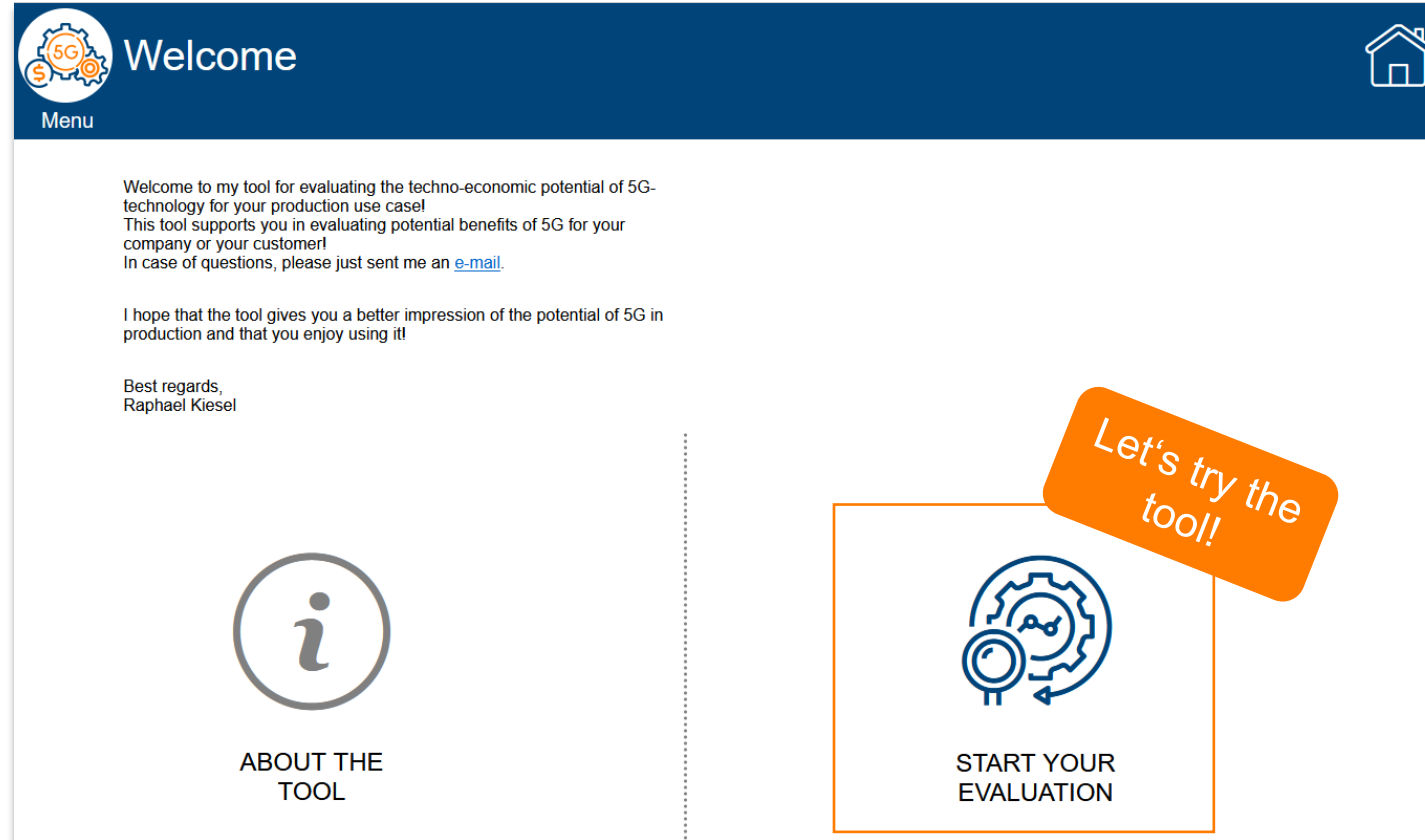 5G
$
Welcome
Menu
Welcome to my tool for evaluating the techno-economic potential of 5G-
technology for your production use case!
This tool supports you in evaluating potential benefits of 5G for your
company or your customer!
In case of questions, please just sent me an e-mail.
I hope that the tool gives you a better impression of the potential of 5G in
production and that you enjoy using it!
Best regards,
Raphael Kiesel
Let‘s try the
tool!
i
ABOUT THE
TOOL
START YOUR
EVALUATION